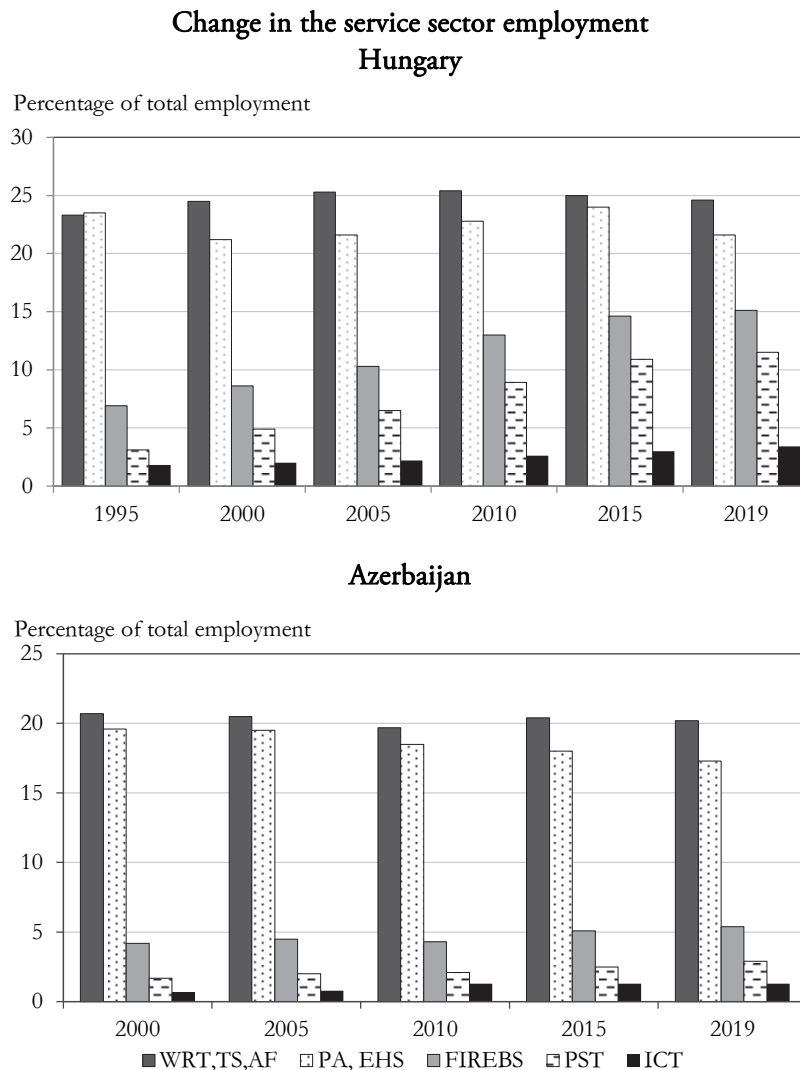 Change in the service sector employment
Hungary
Percentage of total employment
30
25
20
15
10
5
0
1995 2000 2005 2010 2015 2019
Azerbaijan
Percentage of total employment
25
20
15
10
5
0
2000 2005 2010 2015 2019
WRT,TS,AF PA, EHS FIREBS PST ICT